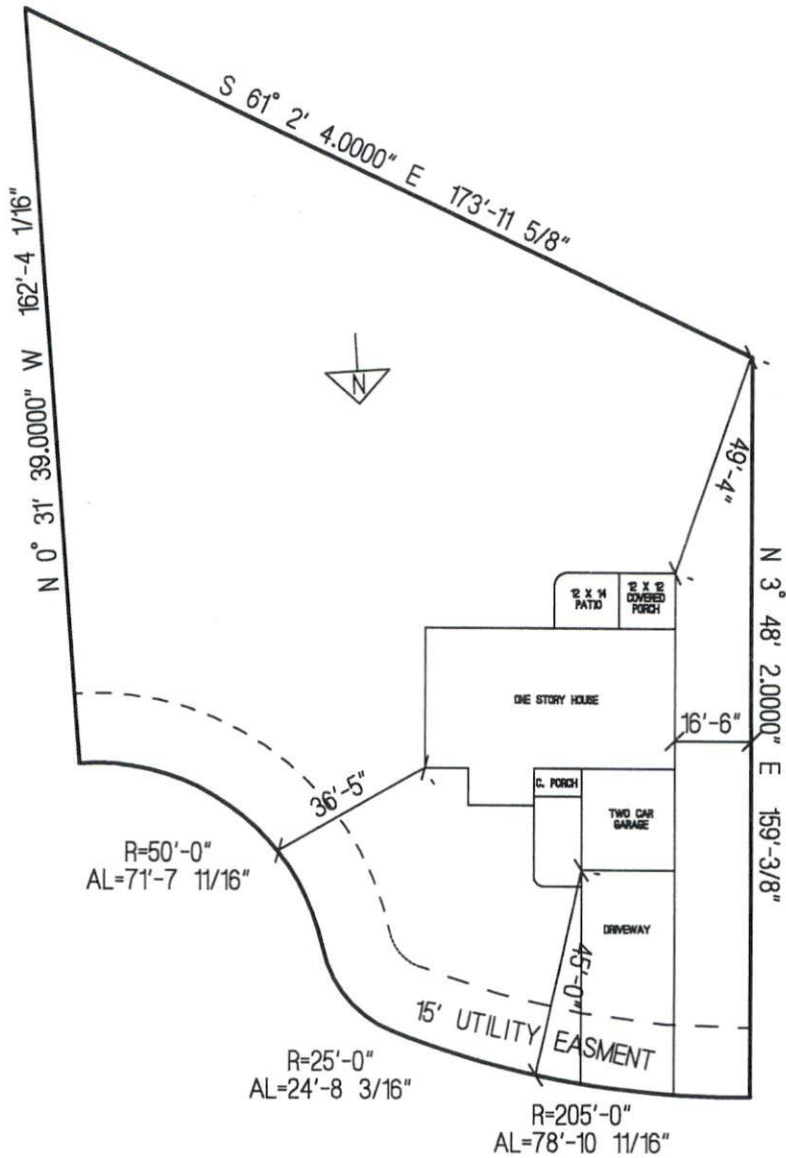 S 61° 2' 4.0000" E 173'-11 5/8"
N 0° 31' 39.0000" W 162'-4 1/16"
N
49'-4"
N 3° 48' 2.0000" E 159'-3/8"
12 X 14
PATIO
12 X 12
COVERED
PORCH
ONE STORY HOUSE
16'-6"
36'-5"
C. PORCH
TWO CAR
GARAGE
R=50'-0"
AL=71'-7 11/16"
DRIVEWAY
45'-0"
15' UTILITY EASMENT
R=25'-0"
AL=24'-8 3/16"
R=205'-0"
AL=78'-10 11/16"